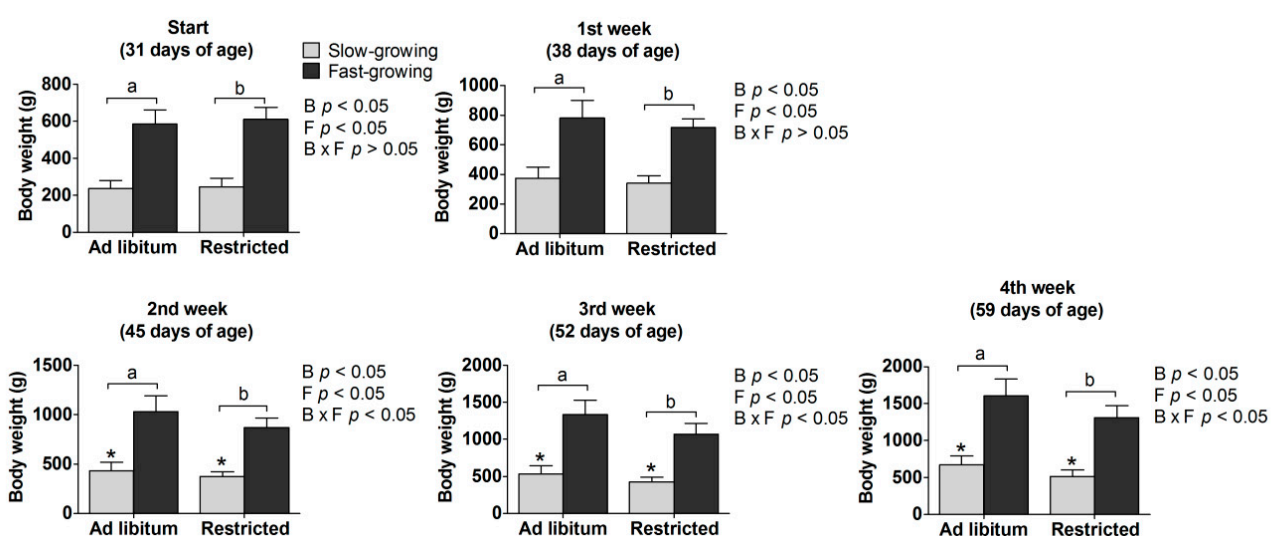 Start
(31 days of age)
Slow-growing
Fast-growing
Body weight (g)
800
600
400
200
0
a
b
Ad libitum
Restricted
B p < 0.05
F p < 0.05
B x F p > 0.05
1st week
(38 days of age)
Body weight (g)
1000
800
600
400
200
0
a
b
Ad libitum
Restricted
B p < 0.05
F p < 0.05
B x F p > 0.05
2nd week
(45 days of age)
Body weight (g)
1500
1000
500
0
a
b
*
*
Ad libitum
Restricted
B p < 0.05
F p < 0.05
B x F p < 0.05
3rd week
(52 days of age)
Body weight (g)
2000
1500
1000
500
0
a
b
*
*
Ad libitum
Restricted
B p < 0.05
F p < 0.05
B x F p < 0.05
4th week
(59 days of age)
Body weight (g)
2000
1500
1000
500
0
a
b
*
*
Ad libitum
Restricted
B p < 0.05
F p < 0.05
B x F p < 0.05